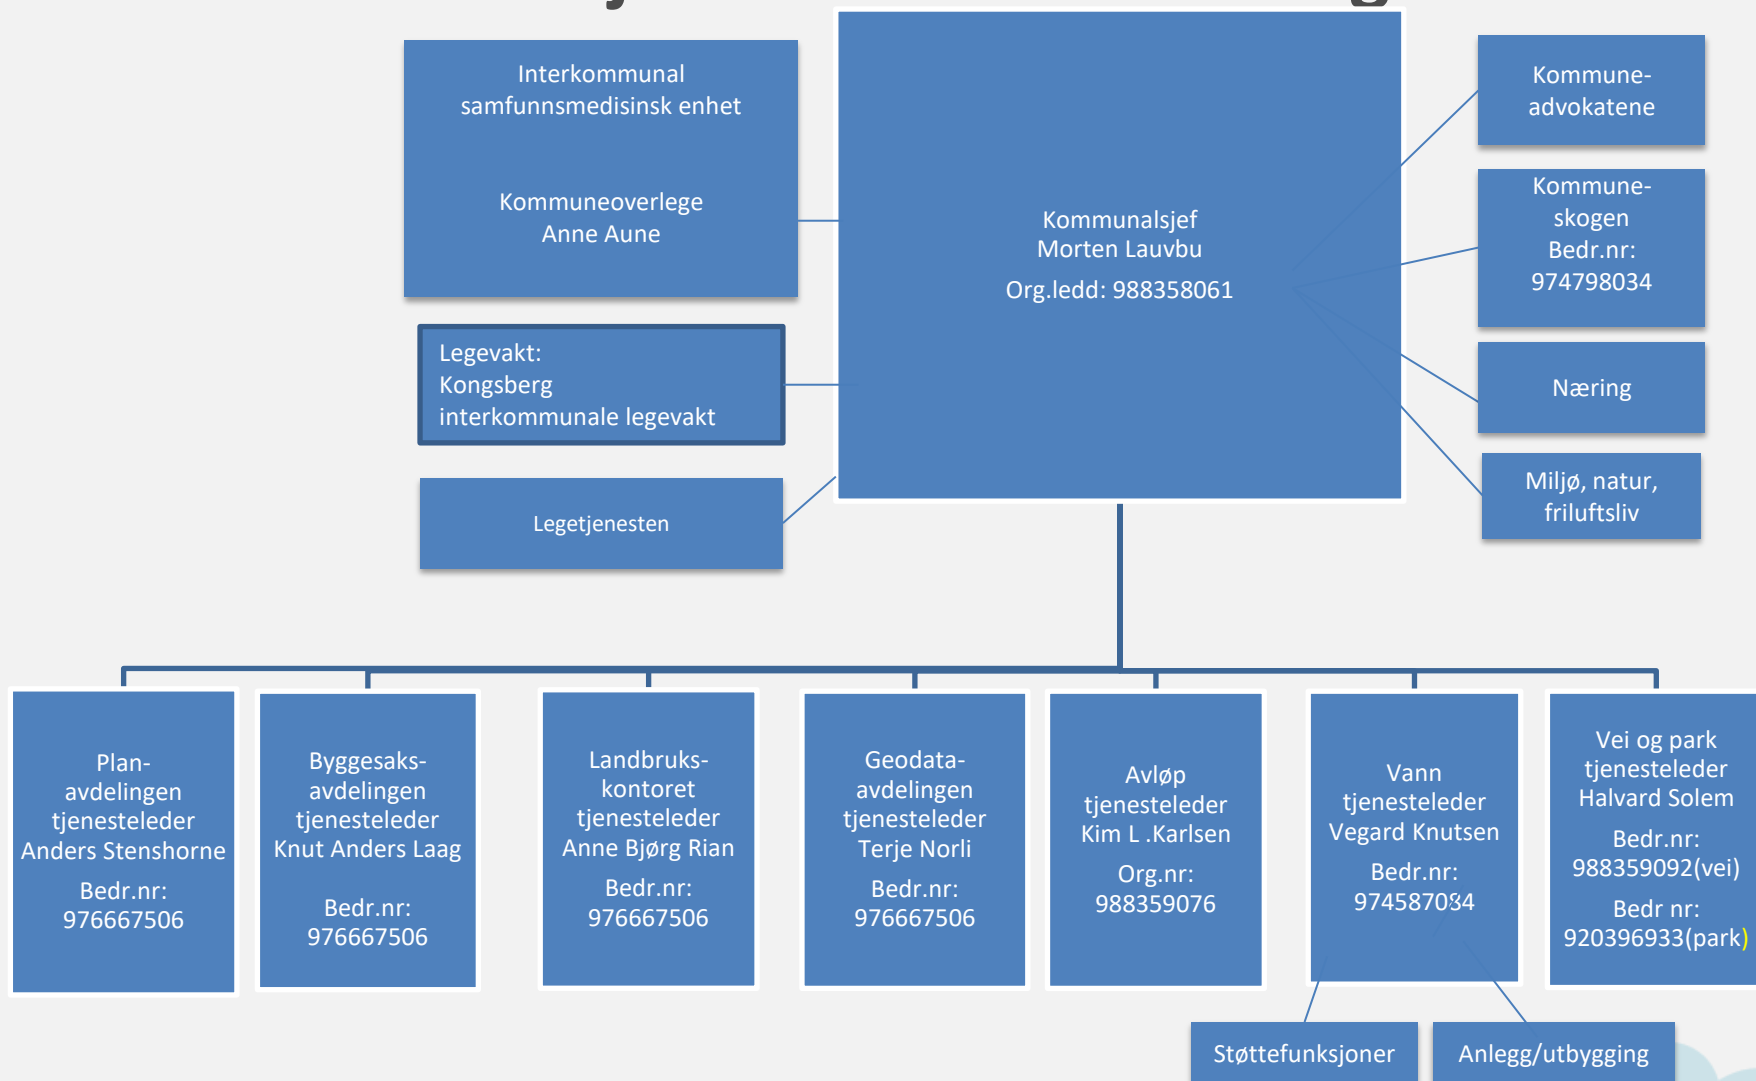 Interkommunal
samfunnsmedisinsk enhet
Kommuneoverlege
Anne Aune
Legevakt:
Kongsberg
interkommunale legevakt
Legetjenesten
Kommunalsjef
Morten Lauvbu
Org.ledd: 988358061
Kommune-
advokatene
Kommune-
skogen
Bedr.nr:
974798034
Næring
Miljø, natur,
friluftsliv
Plan-
avdelingen
tjenesteleder
Anders Stenshorne
Bedr.nr:
976667506
Byggesaks-
avdelingen
tjenesteleder
Knut Anders Laag
Bedr.nr:
976667506
Landbruks-
kontoret
tjenesteleder
Anne Bjørg Rian
Bedr.nr:
976667506
Geodata-
avdelingen
tjenesteleder
Terje Norli
Bedr.nr:
976667506
Avløp
tjenesteleder
Kim L .Karlsen
Org.nr:
988359076
Vann
tjenesteleder
Vegard Knutsen
Bedr.nr:
974587084
Vei og park
tjenesteleder
Halvard Solem
Bedr.nr:
988359092(vei)
Bedr nr:
920396933(park)
Støttefunksjoner
Anlegg/utbygging